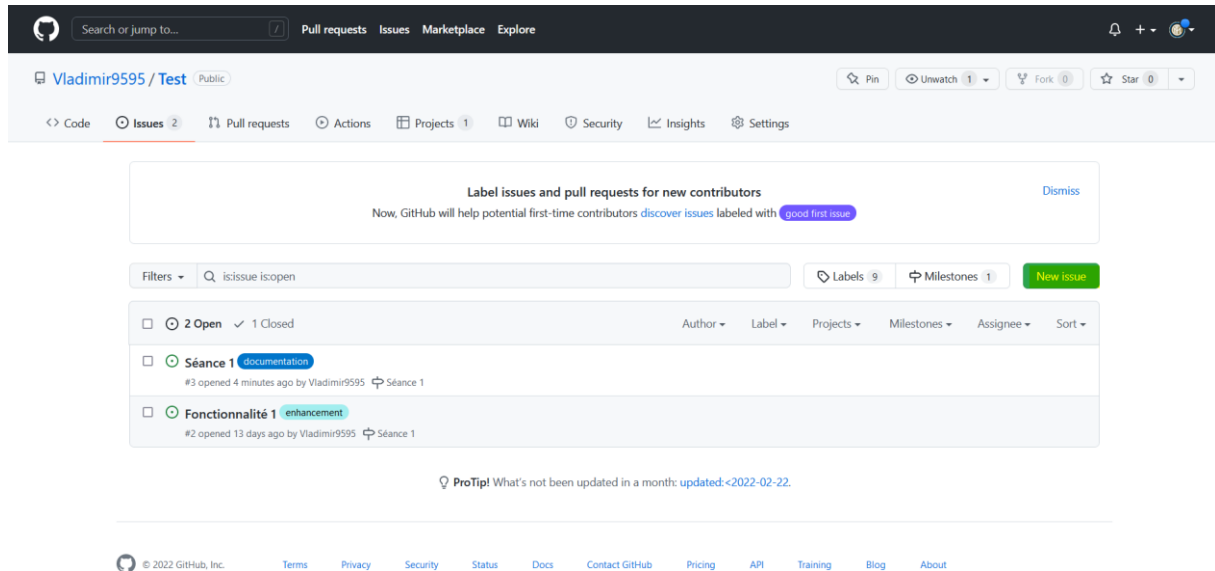 Search or jump to... / Pull requests Issues Marketplace Explore
Vladimir9595 / Test Public Pin Unwatch 1 Fork 0 Star 0
<> Code Issues 2 Pull requests Actions Projects 1 Wiki Security Insights Settings
Label issues and pull requests for new contributors Dismiss
Now, GitHub will help potential first-time contributors discover issues labeled with good first issue
Filters is:issue is:open Labels 9 Milestones 1 New issue
2 Open 1 Closed Author Label Projects Milestones Assignee Sort
Séance 1 documentation
#3 opened 4 minutes ago by Vladimir9595 Séance 1
Fonctionnalité 1 enhancement
#2 opened 13 days ago by Vladimir9595 Séance 1
ProTip! What's not been updated in a month: updated:<2022-02-22.
© 2022 GitHub, Inc. Terms Privacy Security Status Docs Contact GitHub Pricing API Training Blog About